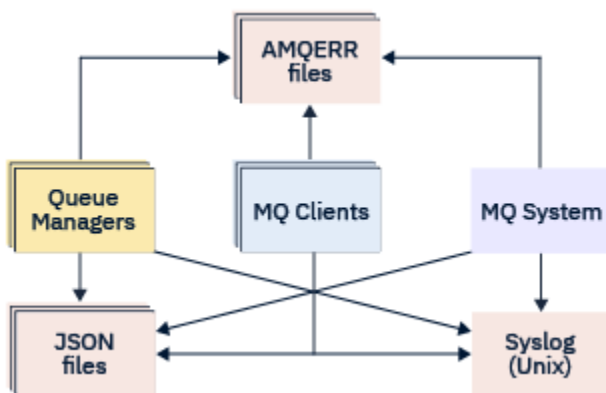 AMQERR
files
Queue
Managers
MQ Clients
MQ System
JSON
files
Syslog
(Unix)